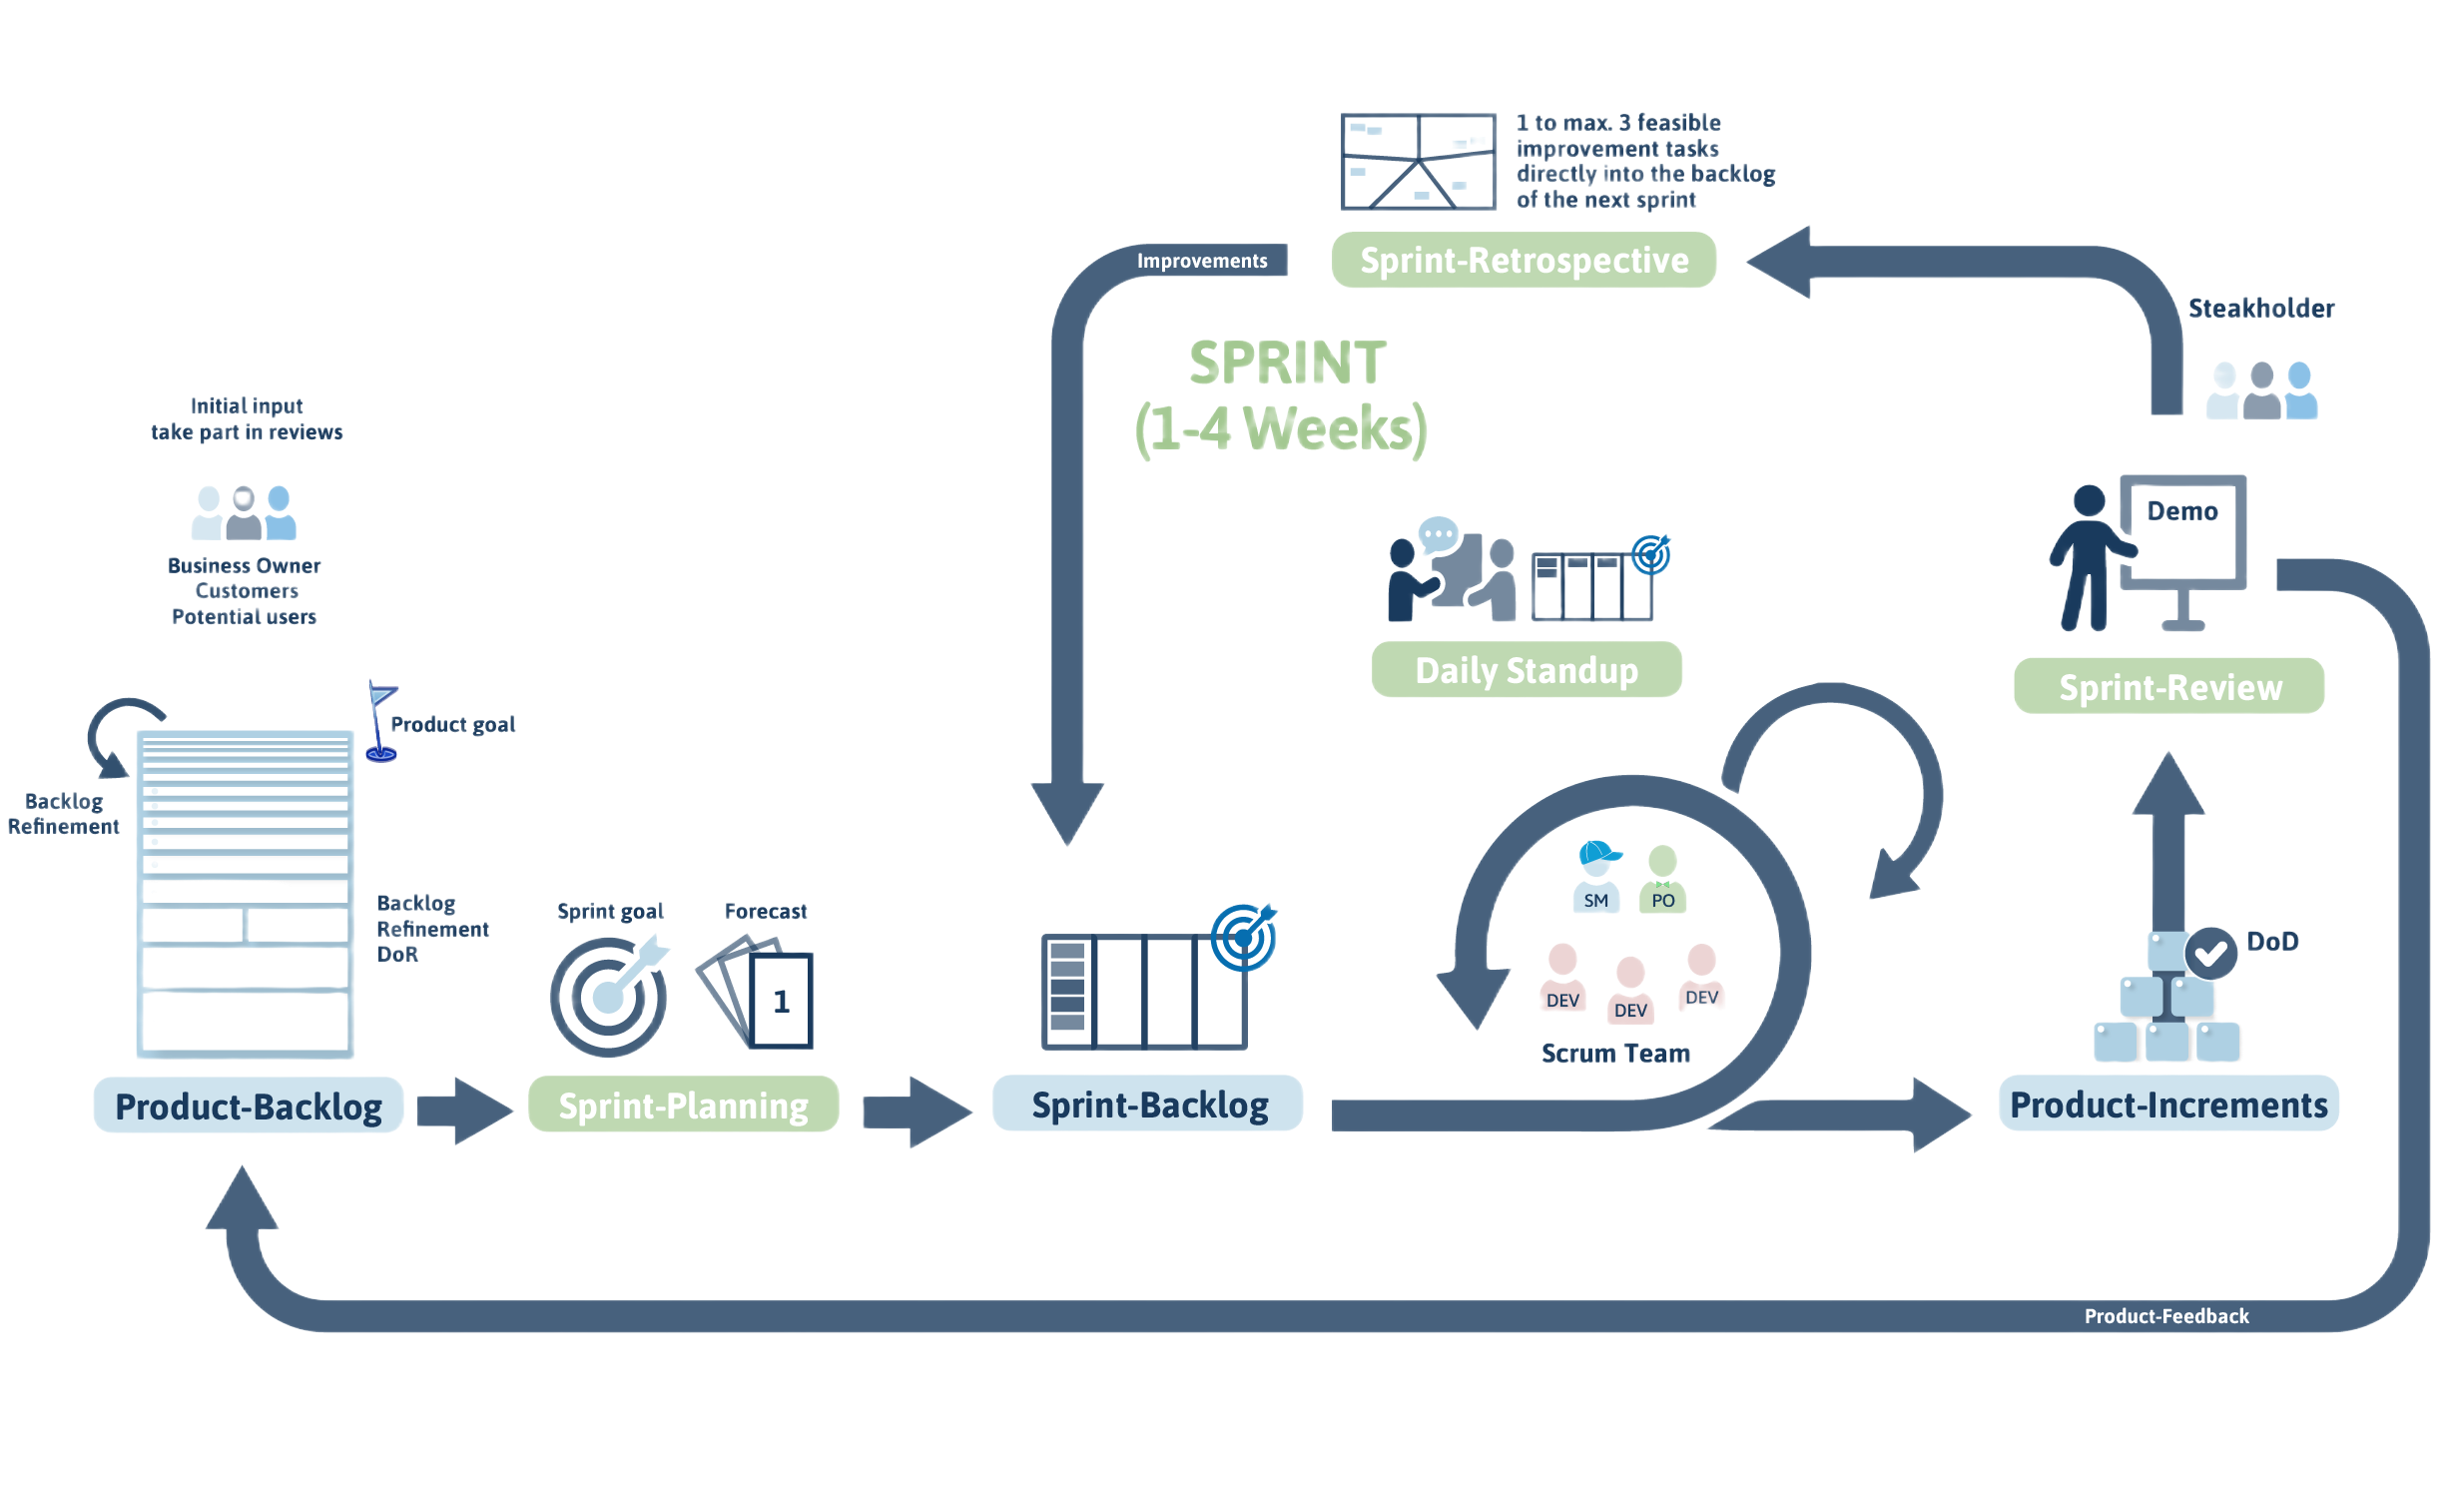 1 to max. 3 feasible
improvement tasks
directly into the backlog
of the next sprint
Improvements
Sprint-Retrospective
Steakholder
SPRINT
(1-4 Weeks)
Initial input
take part in reviews
Business Owner
Customers
Potential users
Demo
Daily Standup
Sprint-Review
Product goal
Backlog
Refinement
Backlog
Refinement
DoR
Sprint goal
Forecast
1
SM
PO
DEV
DEV
DEV
Scrum Team
DoD
Product-Backlog
Sprint-Planning
Sprint-Backlog
Product-Increments
Product-Feedback